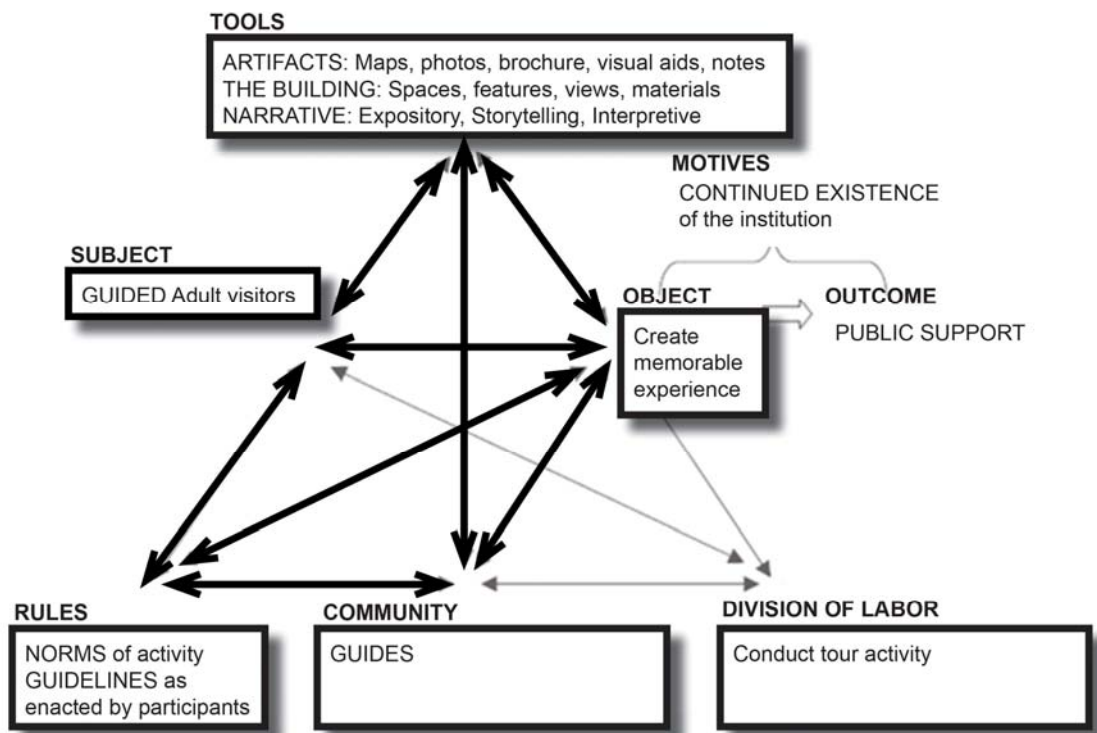 TOOLS
ARTIFACTS: Maps, photos, brochure, visual aids, notes
THE BUILDING: Spaces, features, views, materials
NARRATIVE: Expository, Storytelling, Interpretive
MOTIVES
CONTINUED EXISTENCE
of the institution
SUBJECT
GUIDED Adult visitors
OBJECT
Create
memorable
experience
OUTCOME
PUBLIC SUPPORT
RULES
NORMS of activity
GUIDELINES as
enacted by participants
COMMUNITY
GUIDES
DIVISION OF LABOR
Conduct tour activity